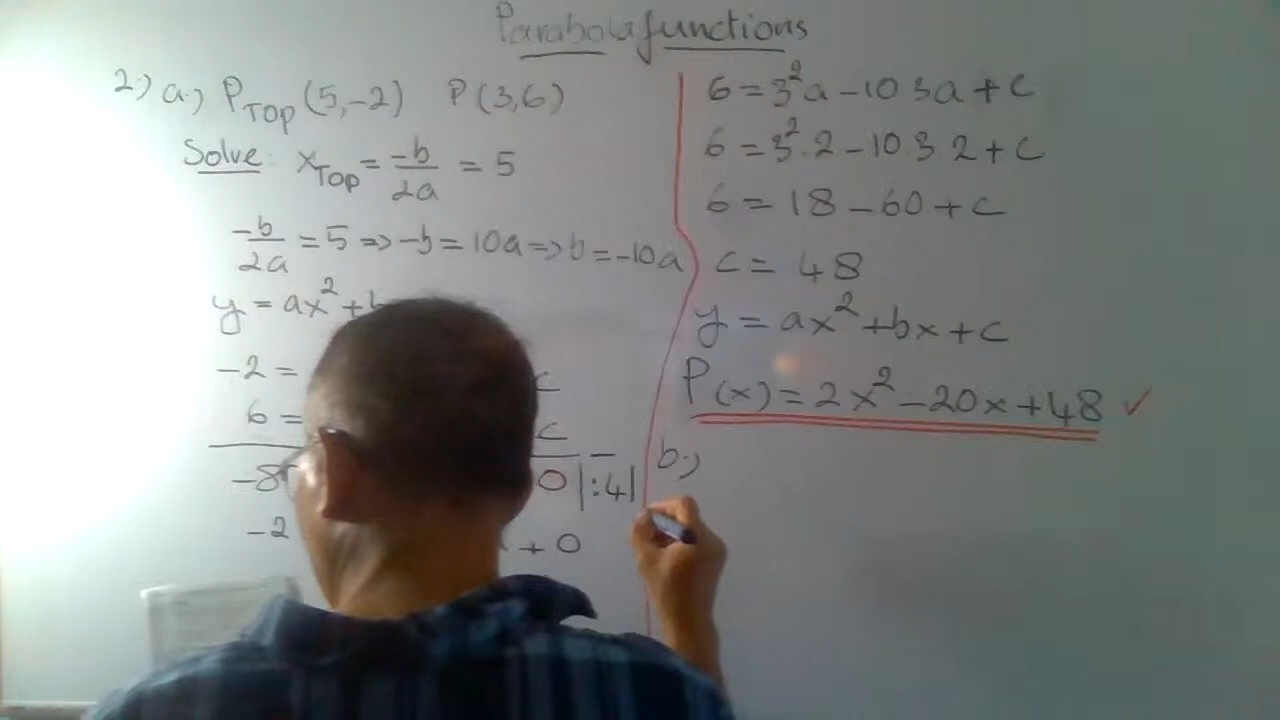 Parabola functions
2.) a.) P_TOP (5,-2) P(3,6)
Solve: x_TOP = -b/2a = 5
-b/2a = 5 => -b = 10a => b = -10a
y = ax² +
-2 = c
6 = c
-8 0 |:4|
-2 + 0
6 = 3²a - 10 3a + c
6 = 3².2 - 10.3 2 + c
6 = 18 - 60 + c
c = 48
y = ax² + bx + c
P(x) = 2x² - 20x + 48 ✓
b.)